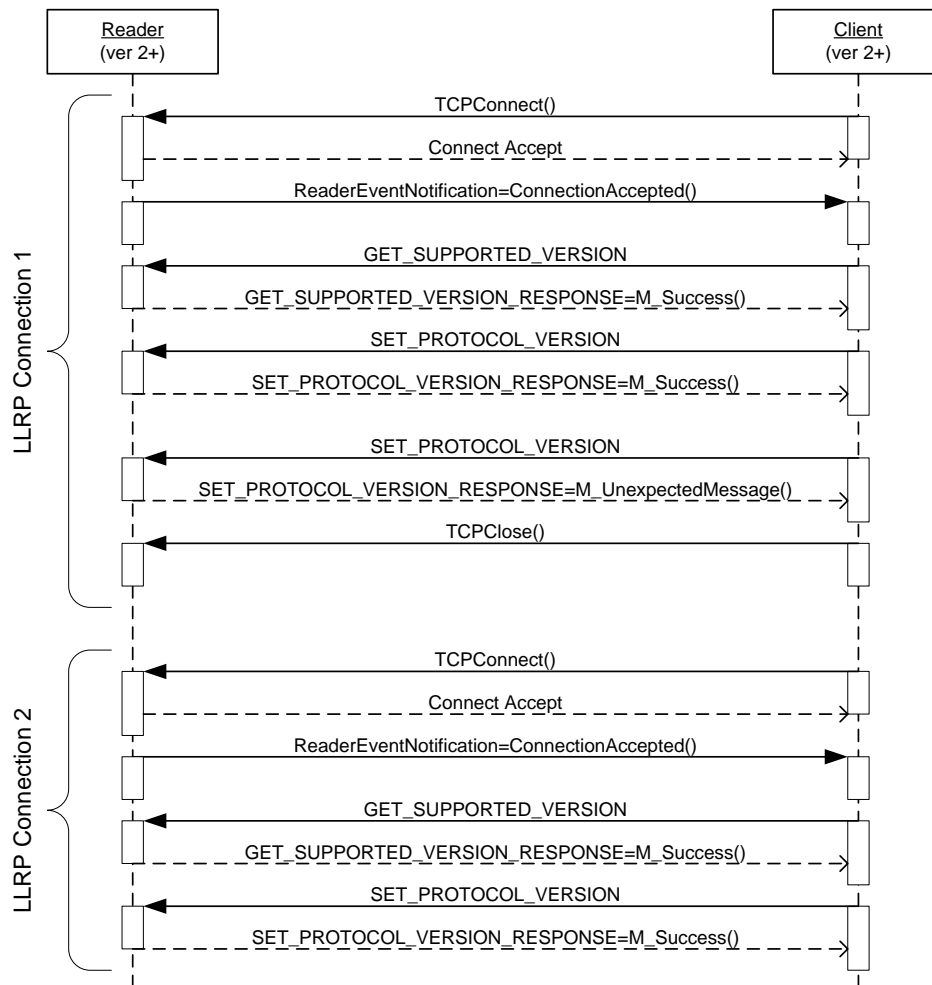 Reader
(ver 2+)
Client
(ver 2+)
LLRP Connection 1
TCPConnect()
Connect Accept
ReaderEventNotification=ConnectionAccepted()
GET_SUPPORTED_VERSION
GET_SUPPORTED_VERSION_RESPONSE=M_Success()
SET_PROTOCOL_VERSION
SET_PROTOCOL_VERSION_RESPONSE=M_Success()
SET_PROTOCOL_VERSION
SET_PROTOCOL_VERSION_RESPONSE=M_UnexpectedMessage()
TCPClose()
LLRP Connection 2
TCPConnect()
Connect Accept
ReaderEventNotification=ConnectionAccepted()
GET_SUPPORTED_VERSION
GET_SUPPORTED_VERSION_RESPONSE=M_Success()
SET_PROTOCOL_VERSION
SET_PROTOCOL_VERSION_RESPONSE=M_Success()